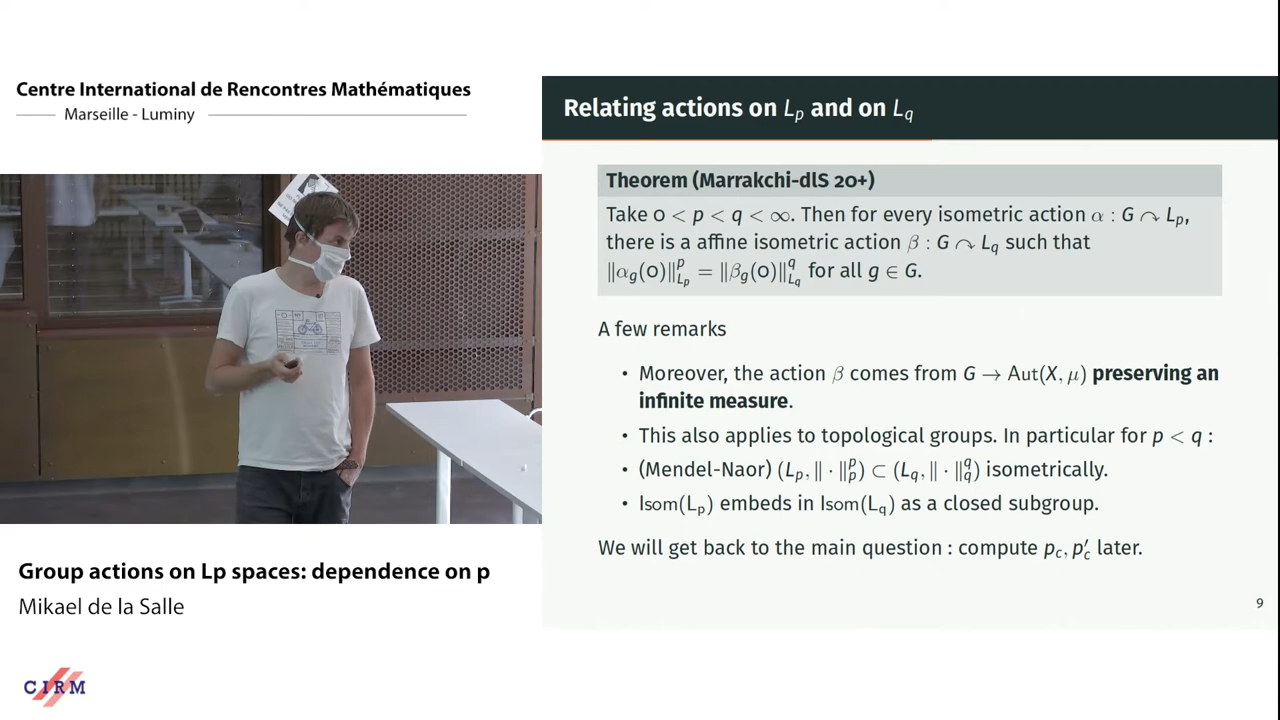 Centre International de Rencontres Mathématiques
Marseille - Luminy
Relating actions on Lₚ and on L_q
Theorem (Marrakchi-dlS 20+)
Take 0 < p < q < ∞. Then for every isometric action α : G ↷ Lₚ,
there is a affine isometric action β : G ↷ L_q such that
‖α_g(0)‖^p_{L_p} = ‖β_g(0)‖^q_{L_q} for all g ∈ G.
A few remarks
• Moreover, the action β comes from G → Aut(X, μ) preserving an
infinite measure.
• This also applies to topological groups. In particular for p < q :
• (Mendel-Naor) (L_p, ‖ · ‖^p_p) ⊂ (L_q, ‖ · ‖^q_q) isometrically.
• Isom(L_p) embeds in Isom(L_q) as a closed subgroup.
We will get back to the main question : compute p_c, p′_c later.
9
Group actions on Lp spaces: dependence on p
Mikael de la Salle
CIRM